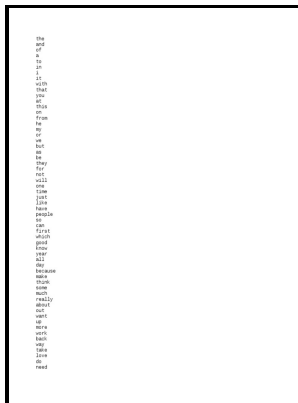 the
and
of
a
to
in
i
it
with
that
you
at
this
on
from
he
my
or
we
but
as
be
they
for
not
will
one
time
just
like
have
people
so
can
first
which
good
know
year
all
day
because
make
think
some
much
really
about
out
want
up
more
work
back
way
take
love
do
need